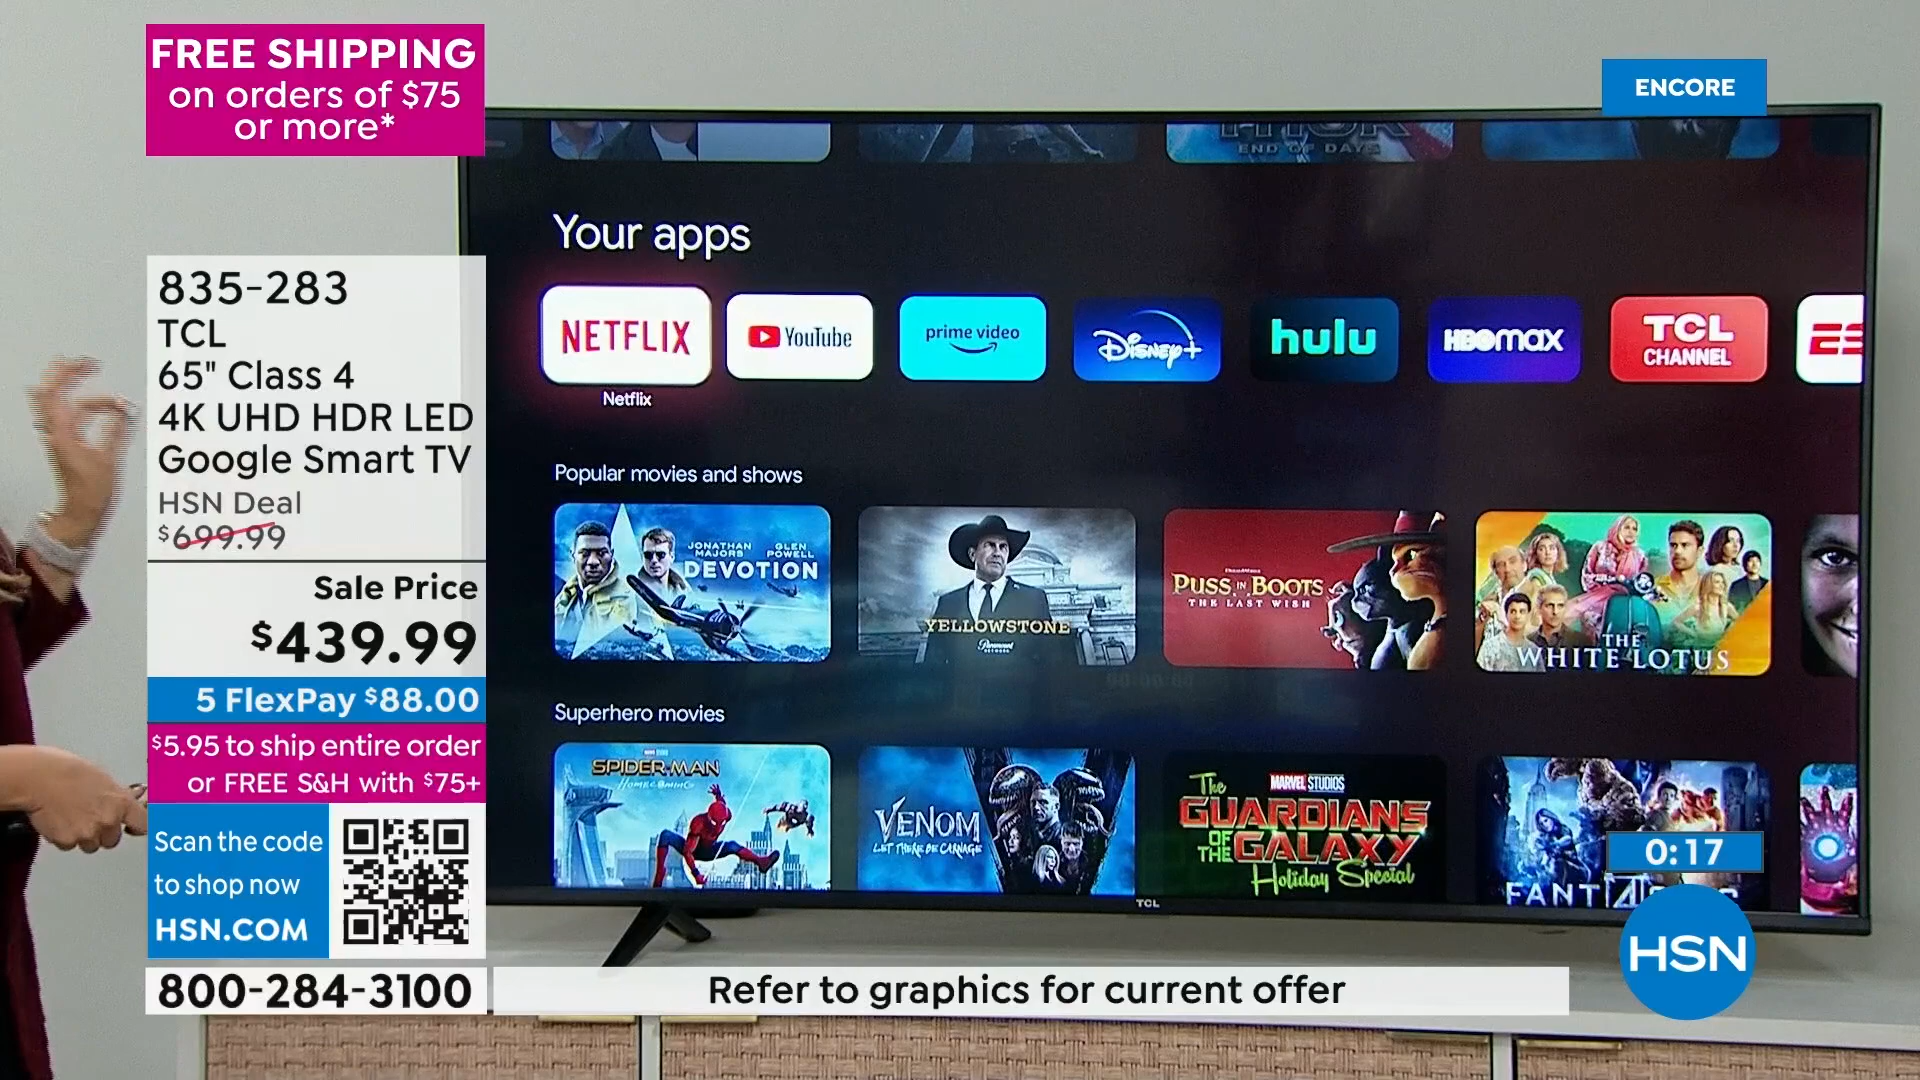 FREE SHIPPING
on orders of $75
or more*
ENCORE
835-283
TCL
65" Class 4
4K UHD HDR LED
Google Smart TV
HSN Deal
$699.99
Sale Price
$439.99
5 FlexPay $88.00
$5.95 to ship entire order
or FREE S&H with $75+
Scan the code
to shop now
HSN.COM
800-284-3100
Refer to graphics for current offer
0:17
HSN
END OF DAYS
Your apps
NETFLIX
YouTube
prime video
Disney+
hulu
HBOmax
TCL
CHANNEL
Netflix
Popular movies and shows
JONATHAN MAJORS
GLEN POWELL
DEVOTION
YELLOWSTONE
Paramount
NETWORK
PUSS IN BOOTS
THE LAST WISH
THE
WHITE LOTUS
Superhero movies
SPIDER-MAN
HOMECOMING
VENOM
LET THERE BE CARNAGE
MARVEL STUDIOS
The
GUARDIANS
OF THE GALAXY
Holiday Special
TCL